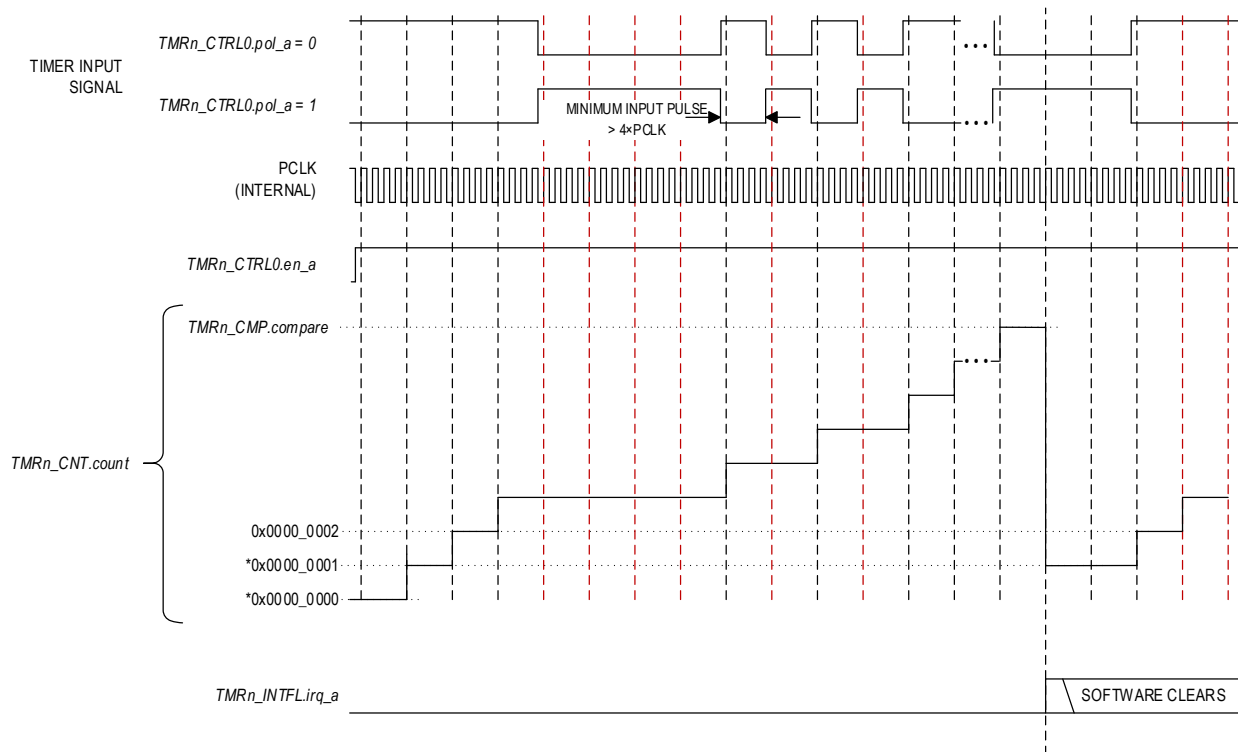 TMRn_CTRL0.pol_a = 0
TIMER INPUT
SIGNAL
TMRn_CTRL0.pol_a = 1
MINIMUM INPUT PULSE
> 4×PCLK
PCLK
(INTERNAL)
TMRn_CTRL0.en_a
TMRn_CMP.compare
TMRn_CNT.count
0x0000_0002
*0x0000_0001
*0x0000_0000
TMRn_INTFL.irq_a
SOFTWARE CLEARS